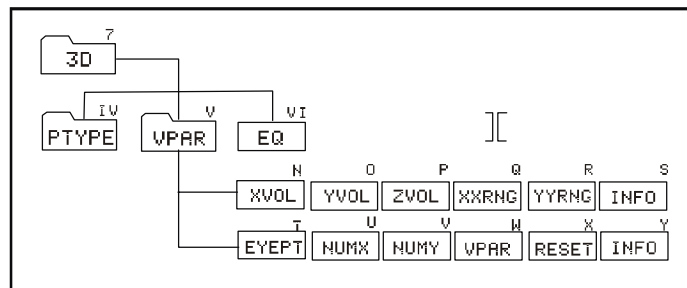 7
3D
IV V VI
PTYPE VPAR EQ
][
N O P Q R S
XVOL YVOL ZVOL XXRNG YYRNG INFO
T U V W X Y
EYEPT NUMX NUMY VPAR RESET INFO